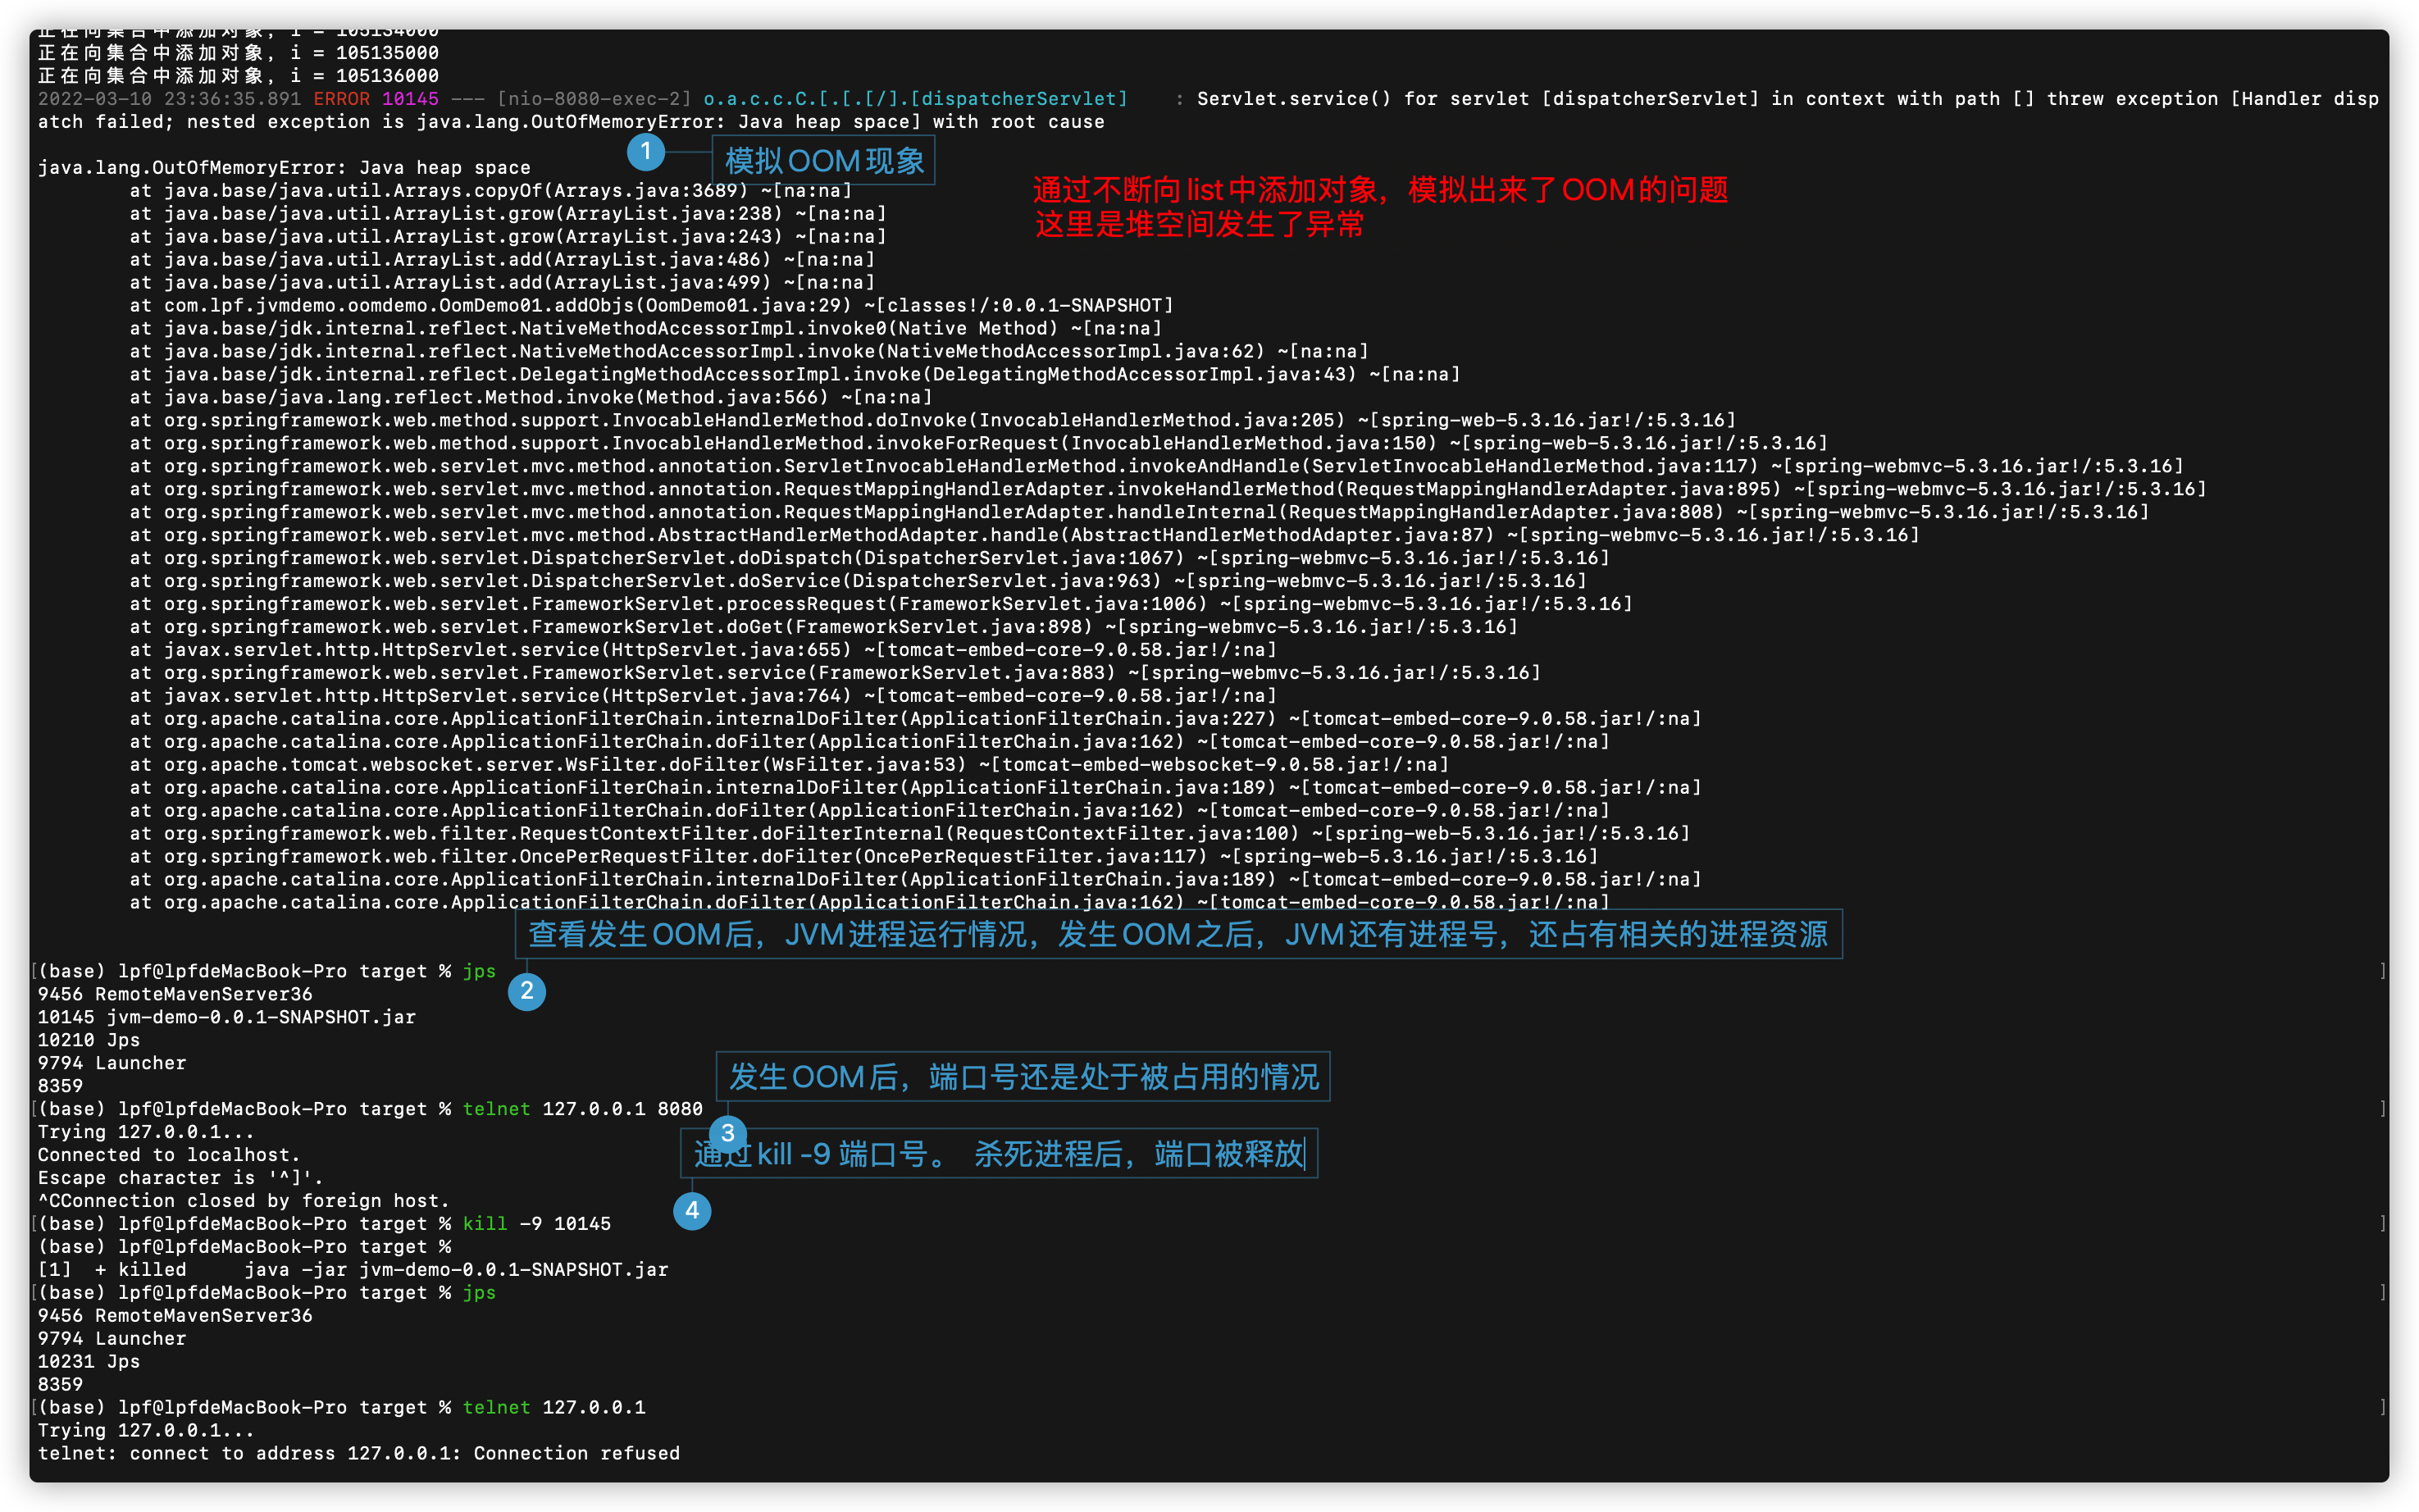 正在向集合中添加对象, i = 105134000
正在向集合中添加对象, i = 105135000
正在向集合中添加对象, i = 105136000
2022-03-10 23:36:35.891 ERROR 10145 --- [nio-8080-exec-2] o.a.c.c.C.[.[.[/].[dispatcherServlet]    : Servlet.service() for servlet [dispatcherServlet] in context with path [] threw exception [Handler disp
atch failed; nested exception is java.lang.OutOfMemoryError: Java heap space] with root cause
1 模拟OOM现象
java.lang.OutOfMemoryError: Java heap space
at java.base/java.util.Arrays.copyOf(Arrays.java:3689) ~[na:na]
通过不断向list中添加对象，模拟出来了OOM的问题
at java.base/java.util.ArrayList.grow(ArrayList.java:238) ~[na:na]
这里是堆空间发生了异常
at java.base/java.util.ArrayList.grow(ArrayList.java:243) ~[na:na]
at java.base/java.util.ArrayList.add(ArrayList.java:486) ~[na:na]
at java.base/java.util.ArrayList.add(ArrayList.java:499) ~[na:na]
at com.lpf.jvmdemo.oomdemo.OomDemo01.addObjs(OomDemo01.java:29) ~[classes!/:0.0.1-SNAPSHOT]
at java.base/jdk.internal.reflect.NativeMethodAccessorImpl.invoke0(Native Method) ~[na:na]
at java.base/jdk.internal.reflect.NativeMethodAccessorImpl.invoke(NativeMethodAccessorImpl.java:62) ~[na:na]
at java.base/jdk.internal.reflect.DelegatingMethodAccessorImpl.invoke(DelegatingMethodAccessorImpl.java:43) ~[na:na]
at java.base/java.lang.reflect.Method.invoke(Method.java:566) ~[na:na]
at org.springframework.web.method.support.InvocableHandlerMethod.doInvoke(InvocableHandlerMethod.java:205) ~[spring-web-5.3.16.jar!/:5.3.16]
at org.springframework.web.method.support.InvocableHandlerMethod.invokeForRequest(InvocableHandlerMethod.java:150) ~[spring-web-5.3.16.jar!/:5.3.16]
at org.springframework.web.servlet.mvc.method.annotation.ServletInvocableHandlerMethod.invokeAndHandle(ServletInvocableHandlerMethod.java:117) ~[spring-webmvc-5.3.16.jar!/:5.3.16]
at org.springframework.web.servlet.mvc.method.annotation.RequestMappingHandlerAdapter.invokeHandlerMethod(RequestMappingHandlerAdapter.java:895) ~[spring-webmvc-5.3.16.jar!/:5.3.16]
at org.springframework.web.servlet.mvc.method.annotation.RequestMappingHandlerAdapter.handleInternal(RequestMappingHandlerAdapter.java:808) ~[spring-webmvc-5.3.16.jar!/:5.3.16]
at org.springframework.web.servlet.mvc.method.AbstractHandlerMethodAdapter.handle(AbstractHandlerMethodAdapter.java:87) ~[spring-webmvc-5.3.16.jar!/:5.3.16]
at org.springframework.web.servlet.DispatcherServlet.doDispatch(DispatcherServlet.java:1067) ~[spring-webmvc-5.3.16.jar!/:5.3.16]
at org.springframework.web.servlet.DispatcherServlet.doService(DispatcherServlet.java:963) ~[spring-webmvc-5.3.16.jar!/:5.3.16]
at org.springframework.web.servlet.FrameworkServlet.processRequest(FrameworkServlet.java:1006) ~[spring-webmvc-5.3.16.jar!/:5.3.16]
at org.springframework.web.servlet.FrameworkServlet.doGet(FrameworkServlet.java:898) ~[spring-webmvc-5.3.16.jar!/:5.3.16]
at javax.servlet.http.HttpServlet.service(HttpServlet.java:655) ~[tomcat-embed-core-9.0.58.jar!/:na]
at org.springframework.web.servlet.FrameworkServlet.service(FrameworkServlet.java:883) ~[spring-webmvc-5.3.16.jar!/:5.3.16]
at javax.servlet.http.HttpServlet.service(HttpServlet.java:764) ~[tomcat-embed-core-9.0.58.jar!/:na]
at org.apache.catalina.core.ApplicationFilterChain.internalDoFilter(ApplicationFilterChain.java:227) ~[tomcat-embed-core-9.0.58.jar!/:na]
at org.apache.catalina.core.ApplicationFilterChain.doFilter(ApplicationFilterChain.java:162) ~[tomcat-embed-core-9.0.58.jar!/:na]
at org.apache.tomcat.websocket.server.WsFilter.doFilter(WsFilter.java:53) ~[tomcat-embed-websocket-9.0.58.jar!/:na]
at org.apache.catalina.core.ApplicationFilterChain.internalDoFilter(ApplicationFilterChain.java:189) ~[tomcat-embed-core-9.0.58.jar!/:na]
at org.apache.catalina.core.ApplicationFilterChain.doFilter(ApplicationFilterChain.java:162) ~[tomcat-embed-core-9.0.58.jar!/:na]
at org.springframework.web.filter.RequestContextFilter.doFilterInternal(RequestContextFilter.java:100) ~[spring-web-5.3.16.jar!/:5.3.16]
at org.springframework.web.filter.OncePerRequestFilter.doFilter(OncePerRequestFilter.java:117) ~[spring-web-5.3.16.jar!/:5.3.16]
at org.apache.catalina.core.ApplicationFilterChain.internalDoFilter(ApplicationFilterChain.java:189) ~[tomcat-embed-core-9.0.58.jar!/:na]
at org.apache.catalina.core.ApplicationFilterChain.doFilter(ApplicationFilterChain.java:162) ~[tomcat-embed-core-9.0.58.jar!/:na]
查看发生OOM后，JVM进程运行情况，发生OOM之后，JVM还有进程号，还占有相关的进程资源
[(base) lpf@lpfdeMacBook-Pro target % jps ]
2
9456 RemoteMavenServer36
10145 jvm-demo-0.0.1-SNAPSHOT.jar
10210 Jps
9794 Launcher
发生OOM后，端口号还是处于被占用的情况
8359
[(base) lpf@lpfdeMacBook-Pro target % telnet 127.0.0.1 8080 ]
3
Trying 127.0.0.1...
通过kill -9 端口号。 杀死进程后，端口被释放
Connected to localhost.
Escape character is '^]'.
^CConnection closed by foreign host.
4
[(base) lpf@lpfdeMacBook-Pro target % kill -9 10145 ]
(base) lpf@lpfdeMacBook-Pro target %
[1]  + killed     java -jar jvm-demo-0.0.1-SNAPSHOT.jar
[(base) lpf@lpfdeMacBook-Pro target % jps ]
9456 RemoteMavenServer36
9794 Launcher
10231 Jps
8359
[(base) lpf@lpfdeMacBook-Pro target % telnet 127.0.0.1 ]
Trying 127.0.0.1...
telnet: connect to address 127.0.0.1: Connection refused